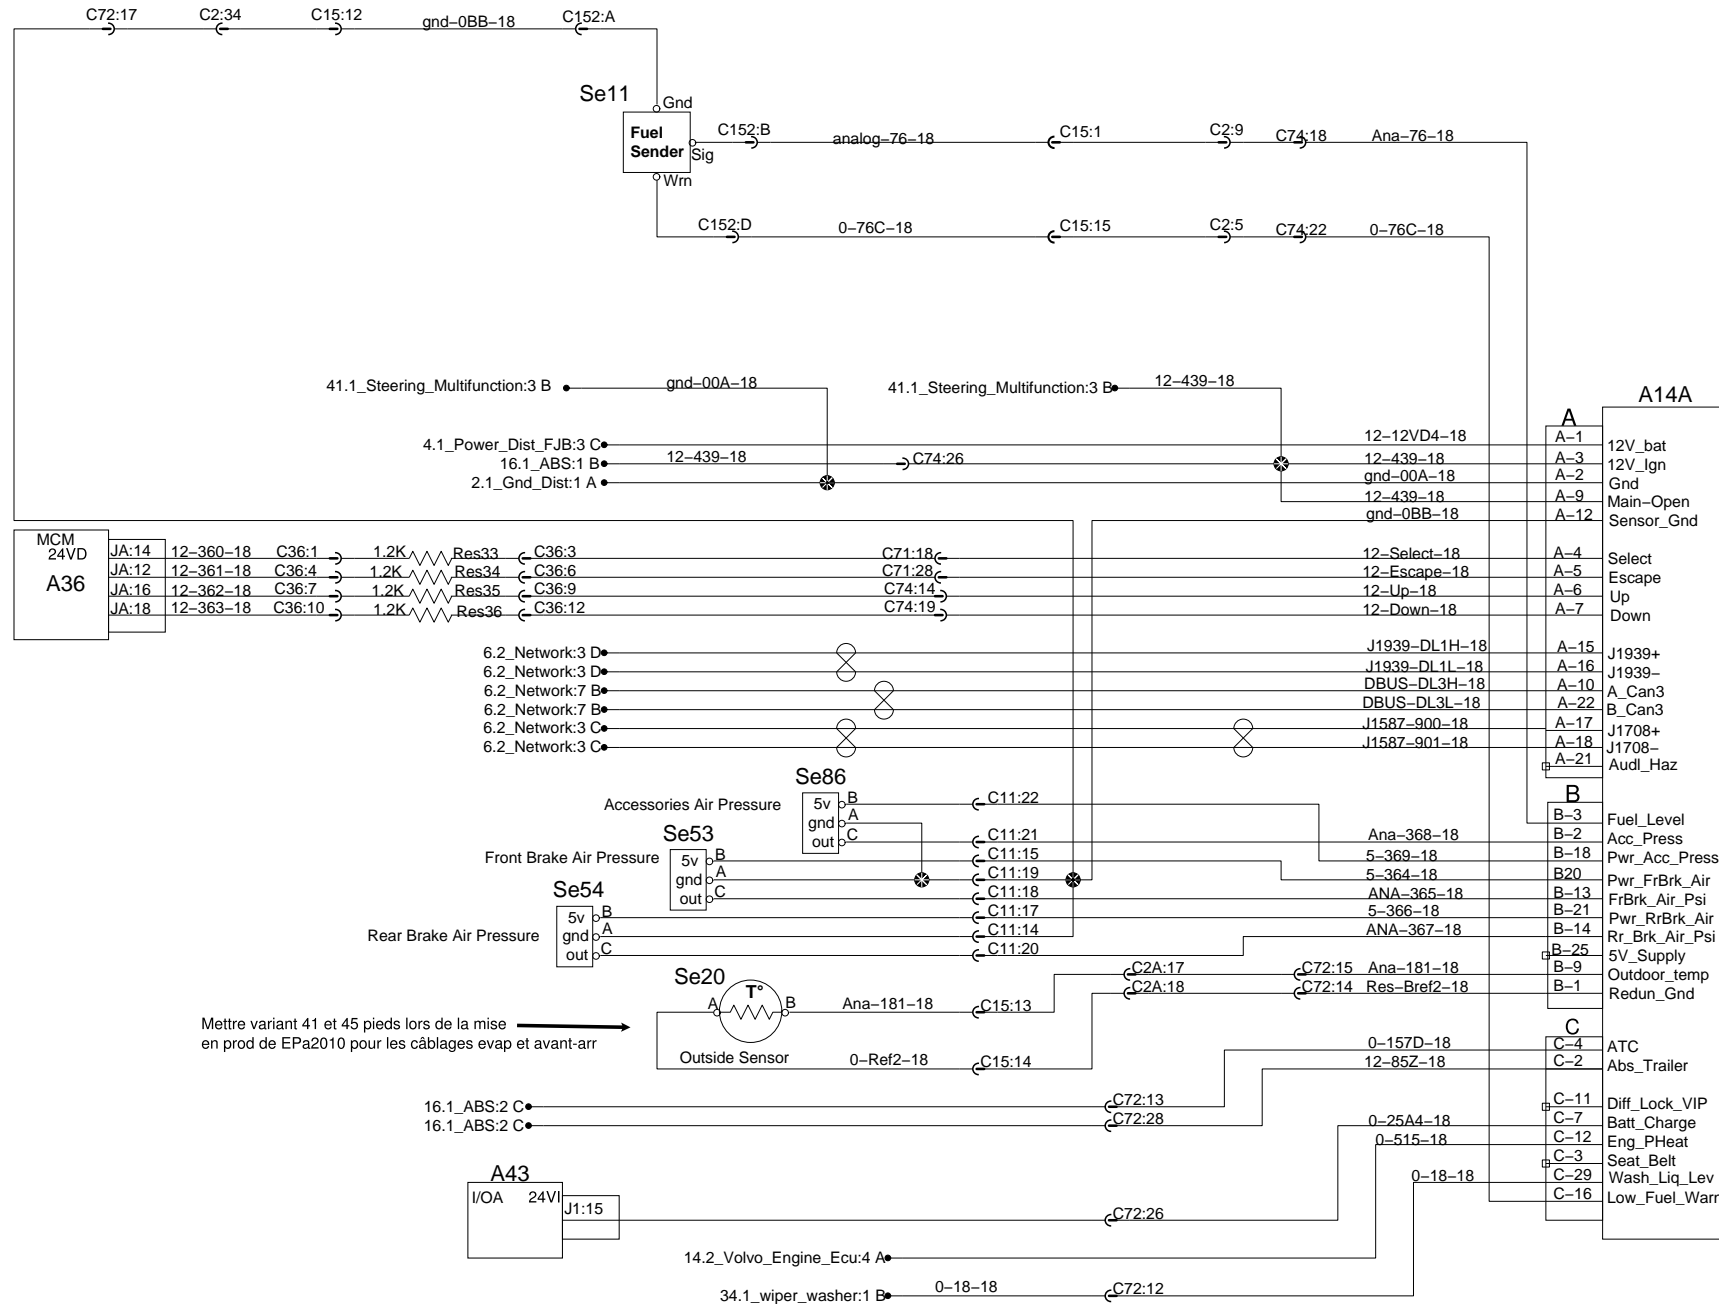 C72:17 C2:34 C15:12 gnd–0BB–18 C152:A
Se11
Gnd
Fuel
Sender
Sig
Wrn
C152:B analog–76–18 C15:1 C2:9 C74:18 Ana–76–18
C152:D 0–76C–18 C15:15 C2:5 C74:22 0–76C–18
41.1_Steering_Multifunction:3 B gnd–00A–18 41.1_Steering_Multifunction:3 B 12–439–18
A14A
A
4.1_Power_Dist_FJB:3 C 12–12VD4–18 A–1 12V_bat
16.1_ABS:1 B 12–439–18 C74:26 12–439–18 A–3 12V_Ign
2.1_Gnd_Dist:1 A gnd–00A–18 A–2 Gnd
12–439–18 A–9 Main–Open
gnd–0BB–18 A–12 Sensor_Gnd
MCM
24VD
A36
JA:14 12–360–18 C36:1 1.2K Res33 C36:3 C71:18 12–Select–18 A–4 Select
JA:12 12–361–18 C36:4 1.2K Res34 C36:6 C71:28 12–Escape–18 A–5 Escape
JA:16 12–362–18 C36:7 1.2K Res35 C36:9 C74:14 12–Up–18 A–6 Up
JA:18 12–363–18 C36:10 1.2K Res36 C36:12 C74:19 12–Down–18 A–7 Down
6.2_Network:3 D J1939–DL1H–18 A–15 J1939+
6.2_Network:3 D J1939–DL1L–18 A–16 J1939–
6.2_Network:7 B DBUS–DL3H–18 A–10 A_Can3
6.2_Network:7 B DBUS–DL3L–18 A–22 B_Can3
6.2_Network:3 C J1587–900–18 A–17 J1708+
6.2_Network:3 C J1587–901–18 A–18 J1708–
A–21 Audl_Haz
Se86
Accessories Air Pressure
5v B C11:22
gnd A
out C C11:21
B
B–3 Fuel_Level
Ana–368–18 B–2 Acc_Press
Se53
Front Brake Air Pressure
5v B C11:15 5–369–18 B–18 Pwr_Acc_Press
gnd A C11:19 5–364–18 B20 Pwr_FrBrk_Air
out C C11:18 ANA–365–18 B–13 FrBrk_Air_Psi
Se54
Rear Brake Air Pressure
5v B C11:17 5–366–18 B–21 Pwr_RrBrk_Air
gnd A C11:14 ANA–367–18 B–14 Rr_Brk_Air_Psi
out C C11:20 B–25 5V_Supply
Se20
C2A:17 C72:15 Ana–181–18 B–9 Outdoor_temp
C2A:18 C72:14 Res–Bref2–18 B–1 Redun_Gnd
A T° B Ana–181–18 C15:13
Mettre variant 41 et 45 pieds lors de la mise
en prod de EPa2010 pour les câblages evap et avant-arr
Outside Sensor 0–Ref2–18 C15:14
C
0–157D–18 C–4 ATC
12–85Z–18 C–2 Abs_Trailer
16.1_ABS:2 C C72:13 C–11 Diff_Lock_VIP
16.1_ABS:2 C C72:28 0–25A4–18 C–7 Batt_Charge
0–515–18 C–12 Eng_PHeat
C–3 Seat_Belt
0–18–18 C–29 Wash_Liq_Lev
C–16 Low_Fuel_Warn
A43
I/OA 24VI
J1:15 C72:26
14.2_Volvo_Engine_Ecu:4 A
34.1_wiper_washer:1 B 0–18–18 C72:12